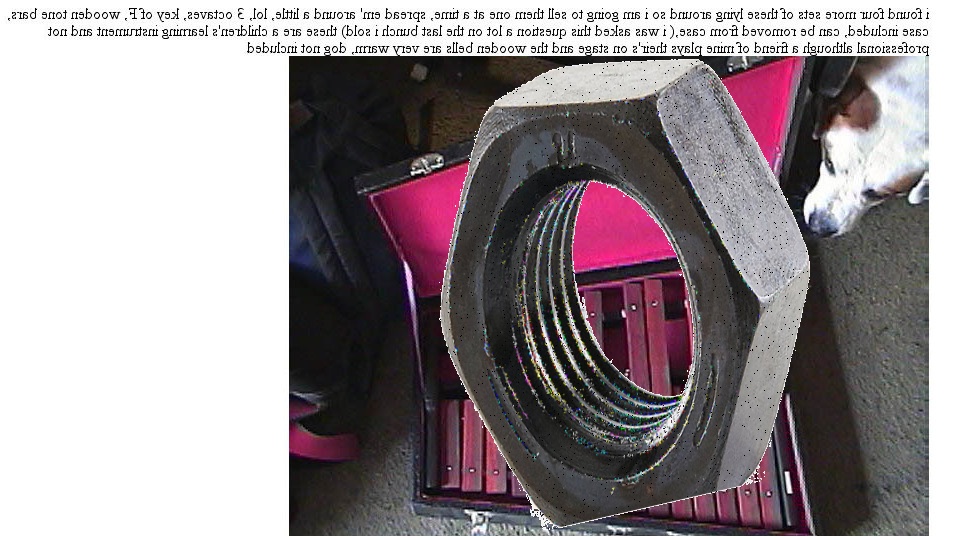 i found four more sets of these lying around so i am going to sell them one at a time, spread em' around a little, lol, 3 octaves, key of F, wooden tone bars,
case included, can be removed from case,( i was asked this question a lot on the last bunch i sold) these are a children's learning instrument and not
professional although a friend of mine plays their's on stage and the wooden bells are very warm, dog not included